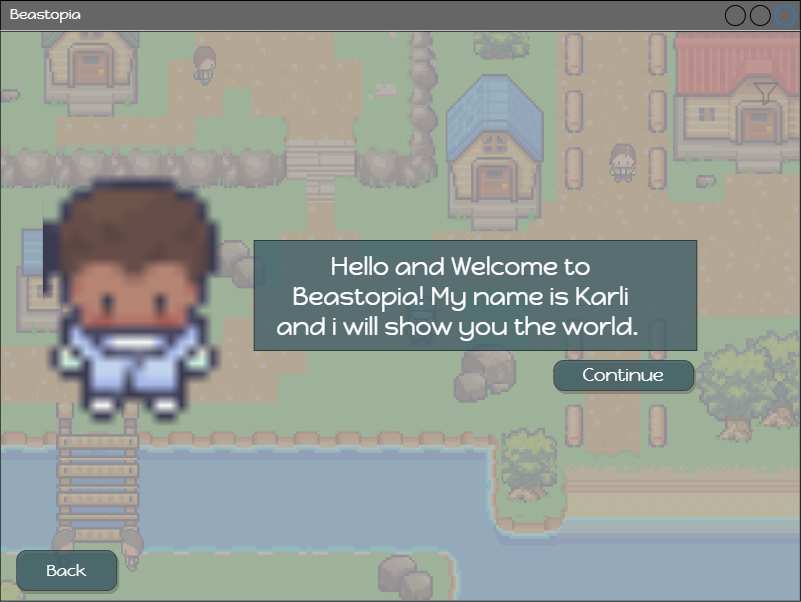 Beastopia
Hello and Welcome to
Beastopia! My name is Karli
and i will show you the world.
Continue
Back